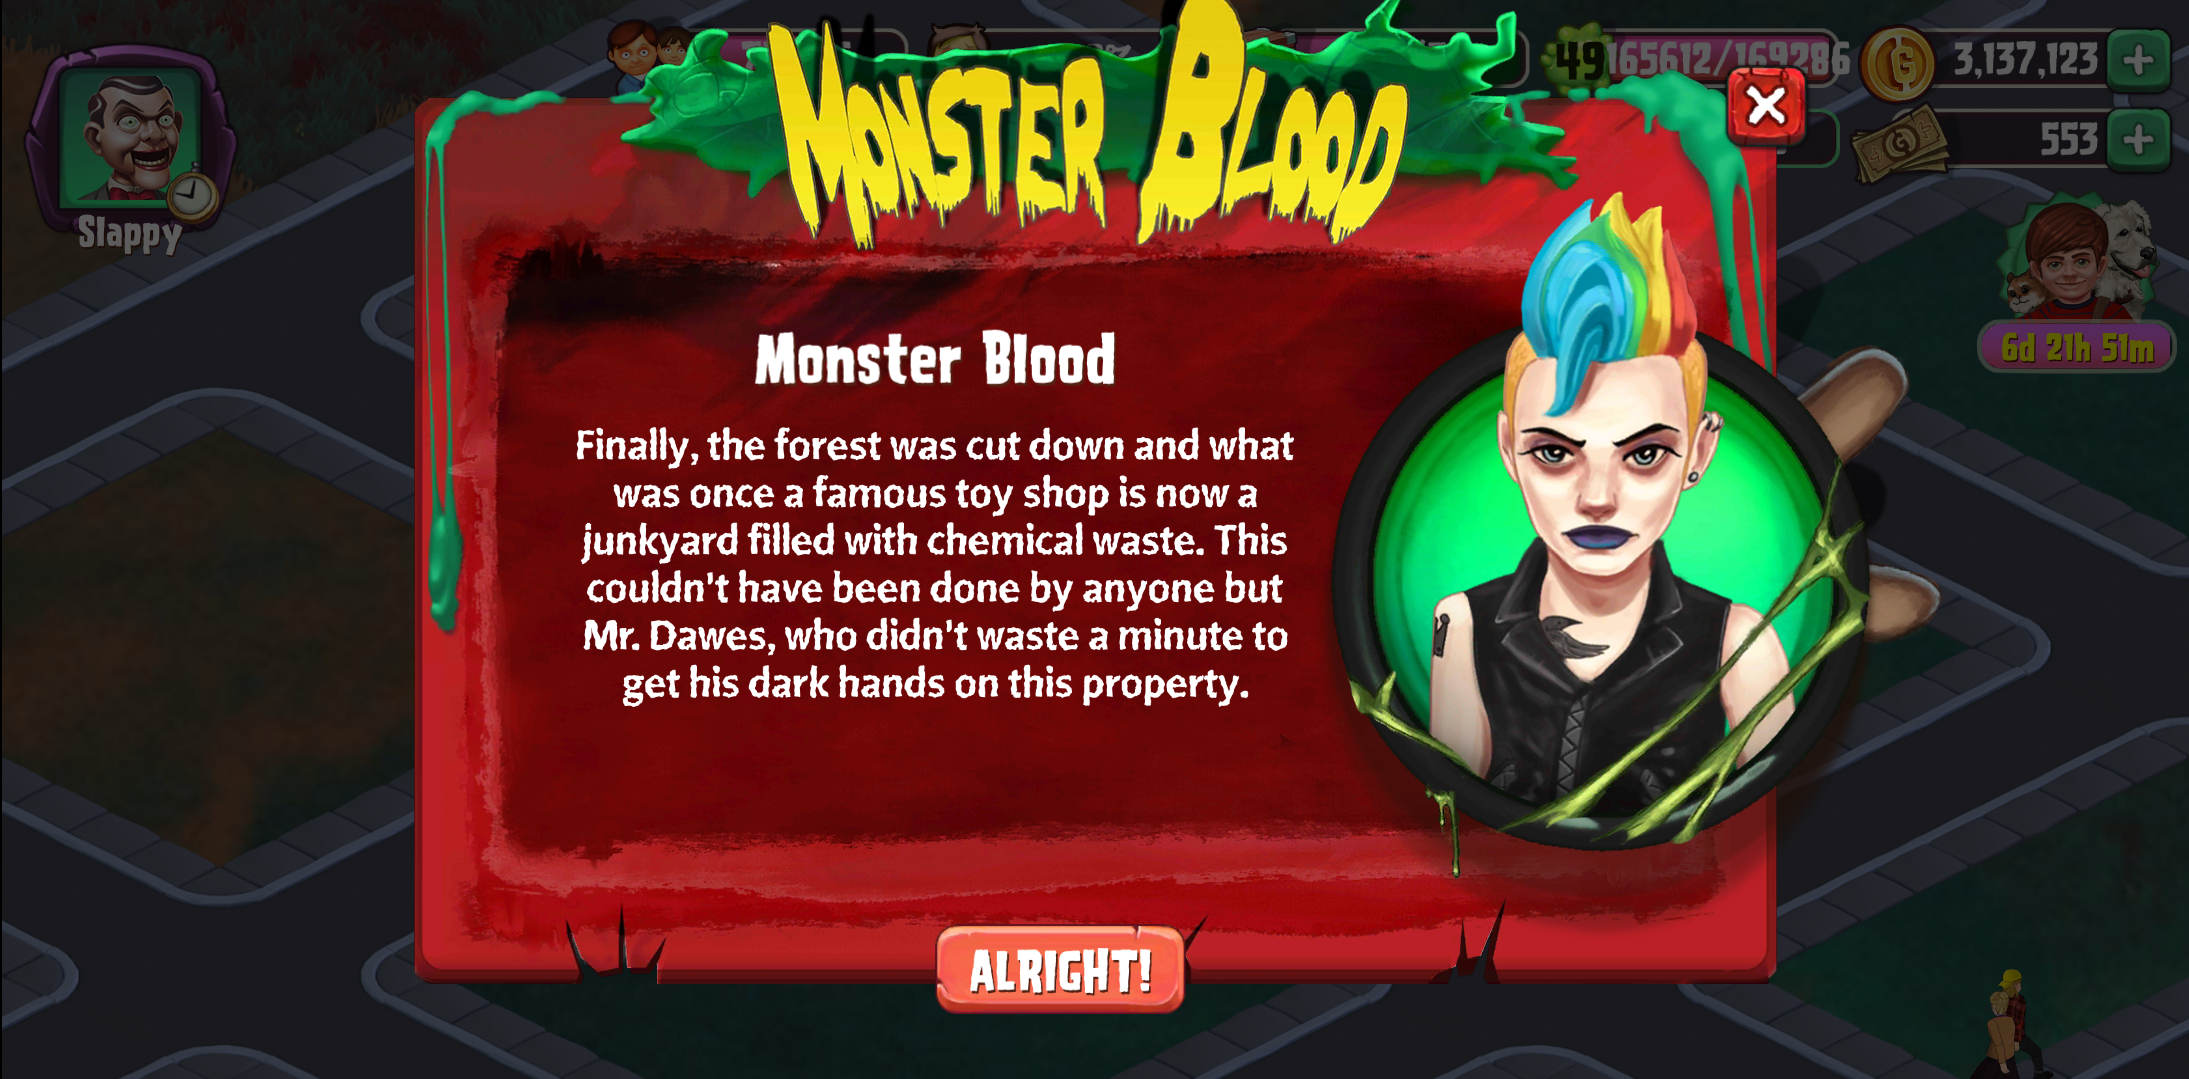 MONSTER BLOOD
49
165612/169286
3,137,123
553
Slappy
6d 21h 51m
Monster Blood
Finally, the forest was cut down and what
was once a famous toy shop is now a
junkyard filled with chemical waste. This
couldn't have been done by anyone but
Mr. Dawes, who didn't waste a minute to
get his dark hands on this property.
ALRIGHT!